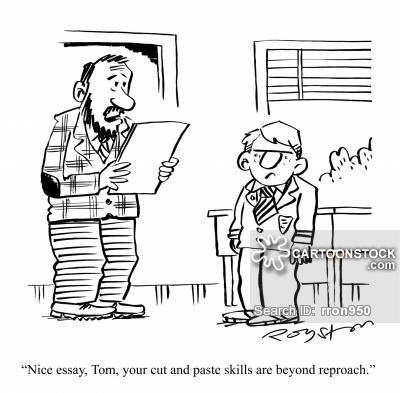 CARTOONSTOCK
.com
Search ID: rron950
Royston
“Nice essay, Tom, your cut and paste skills are beyond reproach.”